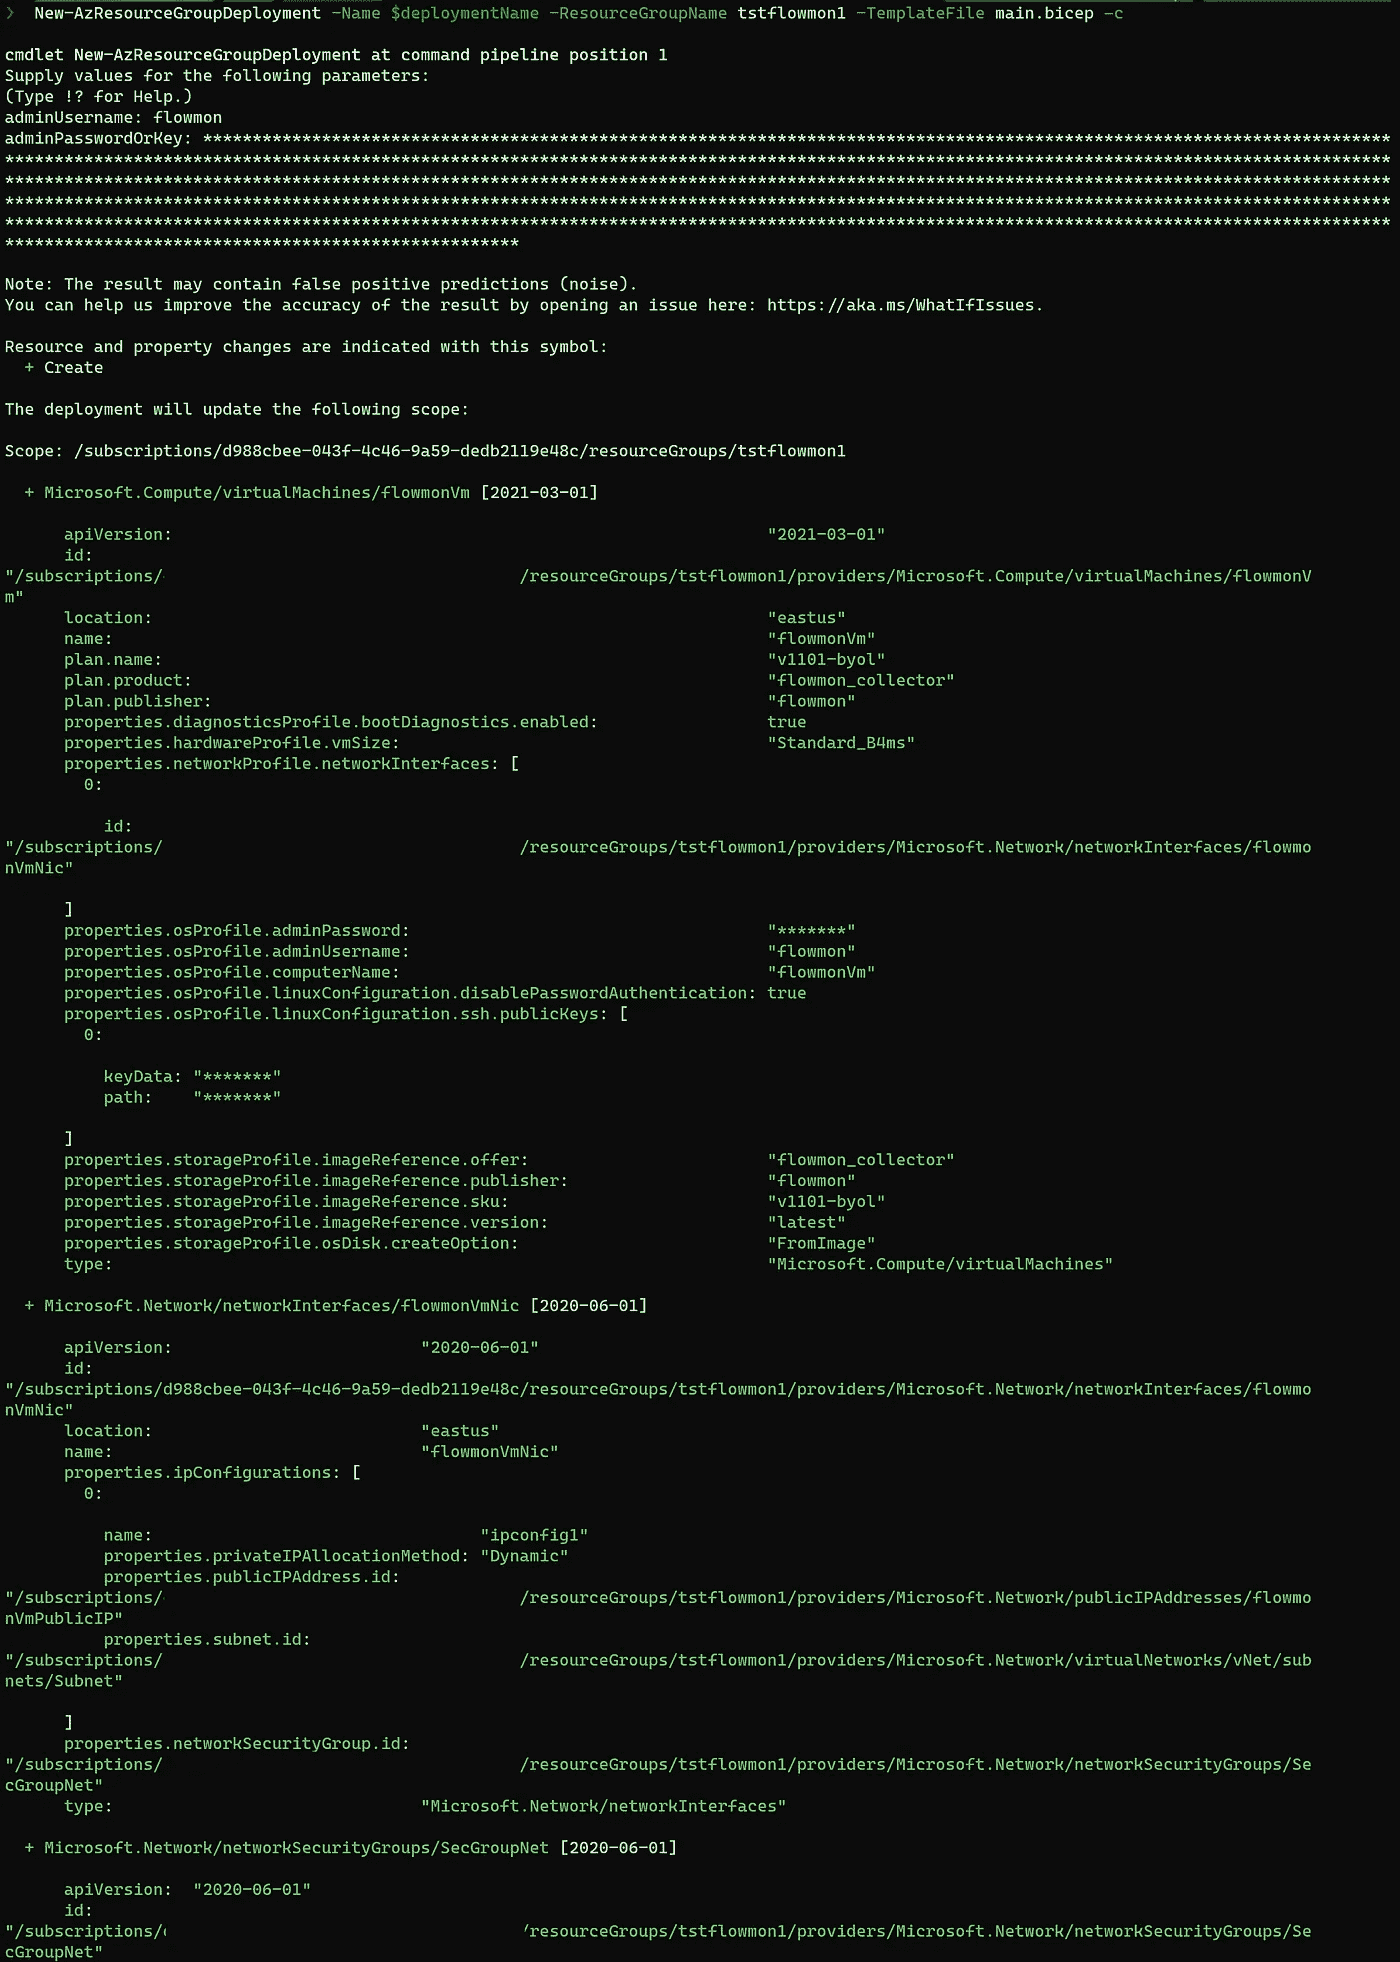 ❯ New-AzResourceGroupDeployment -Name $deploymentName -ResourceGroupName tstflowmon1 -TemplateFile main.bicep -c
cmdlet New-AzResourceGroupDeployment at command pipeline position 1
Supply values for the following parameters:
(Type !? for Help.)
adminUsername: flowmon
adminPasswordOrKey: ************************************************************************************************************************
********************************************************************************************************************************************
********************************************************************************************************************************************
********************************************************************************************************************************************
********************************************************************************************************************************************
****************************************************
Note: The result may contain false positive predictions (noise).
You can help us improve the accuracy of the result by opening an issue here: https://aka.ms/WhatIfIssues.
Resource and property changes are indicated with this symbol:
+ Create
The deployment will update the following scope:
Scope: /subscriptions/d988cbee-043f-4c46-9a59-dedb2119e48c/resourceGroups/tstflowmon1
+ Microsoft.Compute/virtualMachines/flowmonVm [2021-03-01]
apiVersion: "2021-03-01"
id:
"/subscriptions/ /resourceGroups/tstflowmon1/providers/Microsoft.Compute/virtualMachines/flowmonV
m"
location: "eastus"
name: "flowmonVm"
plan.name: "v1101-byol"
plan.product: "flowmon_collector"
plan.publisher: "flowmon"
properties.diagnosticsProfile.bootDiagnostics.enabled: true
properties.hardwareProfile.vmSize: "Standard_B4ms"
properties.networkProfile.networkInterfaces: [
0:
id:
"/subscriptions/ /resourceGroups/tstflowmon1/providers/Microsoft.Network/networkInterfaces/flowmo
nVmNic"
]
properties.osProfile.adminPassword: "*******"
properties.osProfile.adminUsername: "flowmon"
properties.osProfile.computerName: "flowmonVm"
properties.osProfile.linuxConfiguration.disablePasswordAuthentication: true
properties.osProfile.linuxConfiguration.ssh.publicKeys: [
0:
keyData: "*******"
path: "*******"
]
properties.storageProfile.imageReference.offer: "flowmon_collector"
properties.storageProfile.imageReference.publisher: "flowmon"
properties.storageProfile.imageReference.sku: "v1101-byol"
properties.storageProfile.imageReference.version: "latest"
properties.storageProfile.osDisk.createOption: "FromImage"
type: "Microsoft.Compute/virtualMachines"
+ Microsoft.Network/networkInterfaces/flowmonVmNic [2020-06-01]
apiVersion: "2020-06-01"
id:
"/subscriptions/d988cbee-043f-4c46-9a59-dedb2119e48c/resourceGroups/tstflowmon1/providers/Microsoft.Network/networkInterfaces/flowmo
nVmNic"
location: "eastus"
name: "flowmonVmNic"
properties.ipConfigurations: [
0:
name: "ipconfig1"
properties.privateIPAllocationMethod: "Dynamic"
properties.publicIPAddress.id:
"/subscriptions/ /resourceGroups/tstflowmon1/providers/Microsoft.Network/publicIPAddresses/flowmo
nVmPublicIP"
properties.subnet.id:
"/subscriptions/ /resourceGroups/tstflowmon1/providers/Microsoft.Network/virtualNetworks/vNet/sub
nets/Subnet"
]
properties.networkSecurityGroup.id:
"/subscriptions/ /resourceGroups/tstflowmon1/providers/Microsoft.Network/networkSecurityGroups/Se
cGroupNet"
type: "Microsoft.Network/networkInterfaces"
+ Microsoft.Network/networkSecurityGroups/SecGroupNet [2020-06-01]
apiVersion: "2020-06-01"
id:
"/subscriptions/ /resourceGroups/tstflowmon1/providers/Microsoft.Network/networkSecurityGroups/Se
cGroupNet"